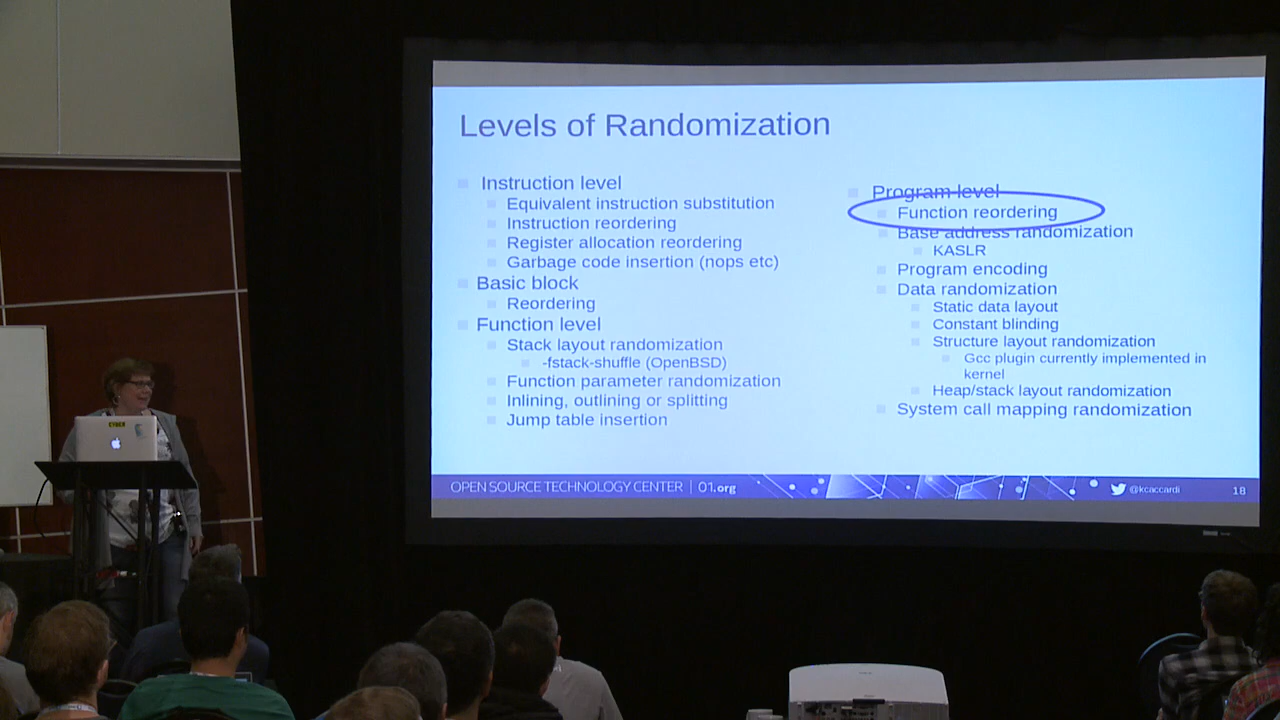 Levels of Randomization
Instruction level
Equivalent instruction substitution
Instruction reordering
Register allocation reordering
Garbage code insertion (nops etc)
Basic block
Reordering
Function level
Stack layout randomization
-fstack-shuffle (OpenBSD)
Function parameter randomization
Inlining, outlining or splitting
Jump table insertion
Program level
Function reordering
Base address randomization
KASLR
Program encoding
Data randomization
Static data layout
Constant blinding
Structure layout randomization
Gcc plugin currently implemented in
kernel
Heap/stack layout randomization
System call mapping randomization
OPEN SOURCE TECHNOLOGY CENTER | 01.org
@kcaccardi
18